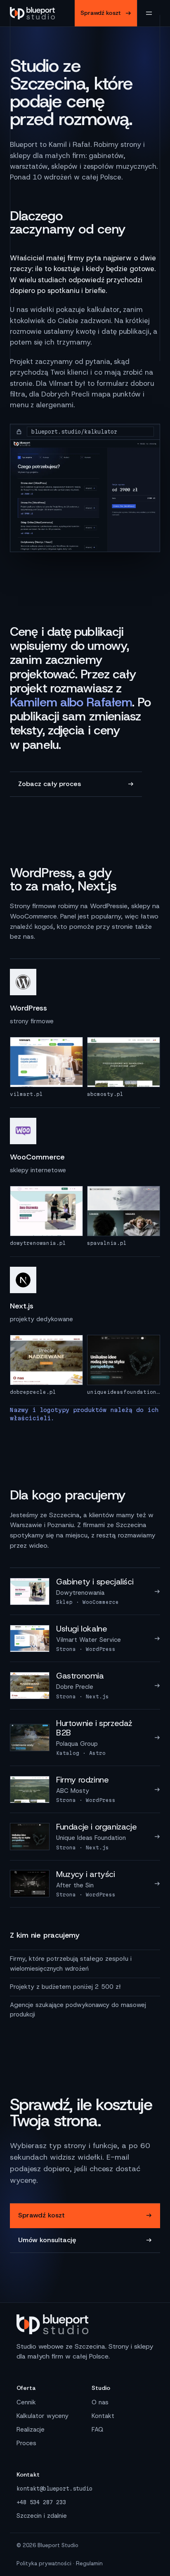 blueport studio
Sprawdź koszt →
Studio ze
Szczecina, które
podaje cenę
przed rozmową.
Blueport to Kamil i Rafał. Robimy strony i
sklepy dla małych firm: gabinetów,
warsztatów, sklepów i zespołów muzycznych.
Ponad 10 wdrożeń w całej Polsce.
Dlaczego
zaczynamy od ceny
Właściciel małej firmy pyta najpierw o dwie
rzeczy: ile to kosztuje i kiedy będzie gotowe.
W wielu studiach odpowiedź przychodzi
dopiero po spotkaniu i briefie.
U nas widełki pokazuje kalkulator, zanim
ktokolwiek do Ciebie zadzwoni. Na krótkiej
rozmowie ustalamy kwotę i datę publikacji, a
potem się ich trzymamy.
Projekt zaczynamy od pytania, skąd
przychodzą Twoi klienci i co mają zrobić na
stronie. Dla Vilmart był to formularz doboru
filtra, dla Dobrych Precli mapa punktów i
menu z alergenami.
blueport.studio/kalkulator
Czego potrzebujesz?
od 3900 zł
Cenę i datę publikacji
wpisujemy do umowy,
zanim zaczniemy
projektować. Przez cały
projekt rozmawiasz z
Kamilem albo Rafałem. Po
publikacji sam zmieniasz
teksty, zdjęcia i ceny
w panelu.
Zobacz cały proces →
WordPress, a gdy
to za mało, Next.js
Strony firmowe robimy na WordPressie, sklepy na
WooCommerce. Panel jest popularny, więc łatwo
znaleźć kogoś, kto pomoże przy stronie także
bez nas.
WordPress
strony firmowe
vilmart.pl
abcmosty.pl
WooCommerce
sklepy internetowe
dowytrenowania.pl
spavalnia.pl
Next.js
projekty dedykowane
dobreprecle.pl
uniqueideasfoundation…
Nazwy i logotypy produktów należą do ich
właścicieli.
Dla kogo pracujemy
Jesteśmy ze Szczecina, a klientów mamy też w
Warszawie i Poznaniu. Z firmami ze Szczecina
spotykamy się na miejscu, z resztą rozmawiamy
przez wideo.
Gabinety i specjaliści
Dowytrenowania
Sklep · WooCommerce
→
Usługi lokalne
Vilmart Water Service
Strona · WordPress
→
Gastronomia
Dobre Precle
Strona · Next.js
→
Hurtownie i sprzedaż
B2B
Polaqua Group
Katalog · Astro
→
Firmy rodzinne
ABC Mosty
Strona · WordPress
→
Fundacje i organizacje
Unique Ideas Foundation
Strona · Next.js
→
Muzycy i artyści
After the Sin
Strona · WordPress
→
Z kim nie pracujemy
Firmy, które potrzebują stałego zespołu i
wielomiesięcznych wdrożeń
Projekty z budżetem poniżej 2 500 zł
Agencje szukające podwykonawcy do masowej
produkcji
Sprawdź, ile kosztuje
Twoja strona.
Wybierasz typ strony i funkcje, a po 60
sekundach widzisz widełki. E-mail
podajesz dopiero, jeśli chcesz dostać
wycenę.
Sprawdź koszt →
Umów konsultację →
blueport studio
Studio webowe ze Szczecina. Strony i sklepy
dla małych firm w całej Polsce.
Oferta
Cennik
Kalkulator wyceny
Realizacje
Proces
Studio
O nas
Kontakt
FAQ
Kontakt
kontakt@blueport.studio
+48 534 287 233
Szczecin i zdalnie
© 2026 Blueport Studio
Polityka prywatności · Regulamin